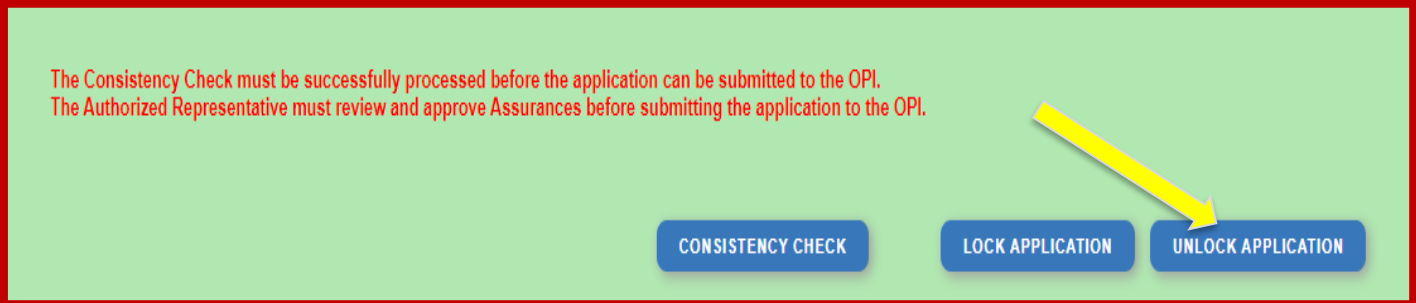 The Consistency Check must be successfully processed before the application can be submitted to the OPI.
The Authorized Representative must review and approve Assurances before submitting the application to the OPI.
CONSISTENCY CHECK
LOCK APPLICATION
UNLOCK APPLICATION